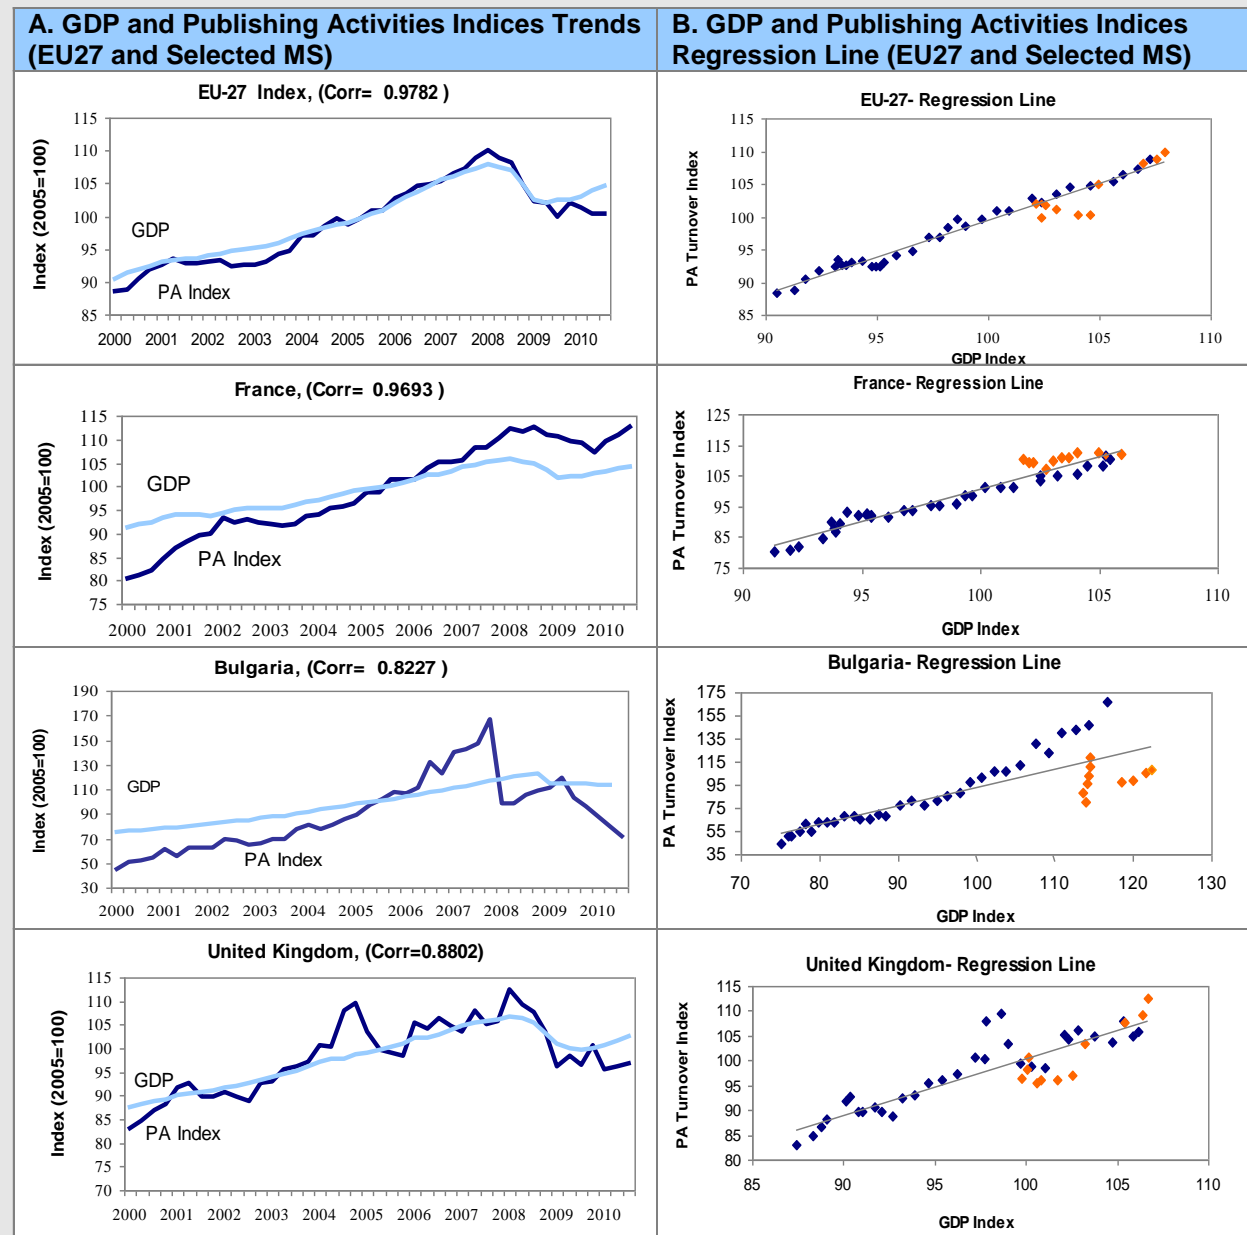 A. GDP and Publishing Activities Indices Trends
(EU27 and Selected MS)
B. GDP and Publishing Activities Indices
Regression Line (EU27 and Selected MS)
EU-27 Index, (Corr= 0.9782 )
Index (2005=100)
115
110
105
100
95
90
85
GDP
PA Index
2000 2001 2002 2003 2004 2005 2006 2007 2008 2009 2010
EU-27- Regression Line
PA Turnover Index
115
110
105
100
95
90
85
90 95 100 105 110
GDP Index
France, (Corr= 0.9693 )
Index (2005=100)
115
110
105
100
95
90
85
80
75
GDP
PA Index
2000 2001 2002 2003 2004 2005 2006 2007 2008 2009 2010
France- Regression Line
PA Turnover Index
125
115
105
95
85
75
90 95 100 105 110
GDP Index
Bulgaria, (Corr= 0.8227 )
Index (2005=100)
190
170
150
130
110
90
70
50
30
GDP
PA Index
2000 2001 2002 2003 2004 2005 2006 2007 2008 2009 2010
Bulgaria- Regression Line
PA Turnover Index
175
155
135
115
95
75
55
35
70 80 90 100 110 120 130
GDP Index
United Kingdom, (Corr=0.8802)
Index (2005=100)
115
110
105
100
95
90
85
80
75
70
GDP
PA Index
2000 2001 2002 2003 2004 2005 2006 2007 2008 2009 2010
United Kingdom- Regression Line
PA Turnover Index
115
110
105
100
95
90
85
80
85 90 95 100 105 110
GDP Index